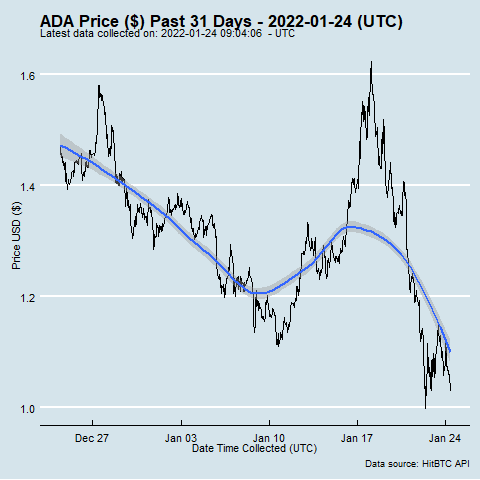 ADA Price ($) Past 31 Days - 2022-01-24 (UTC)
Latest data collected on: 2022-01-24 09:04:06 - UTC
Price USD ($)
1.6
1.4
1.2
1.0
Dec 27 Jan 03 Jan 10 Jan 17 Jan 24
Date Time Collected (UTC)
Data source: HitBTC API